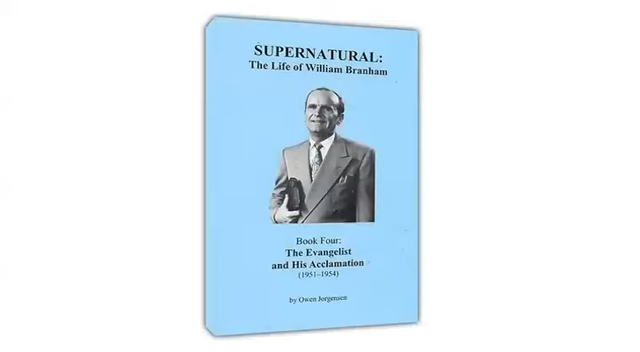 SUPERNATURAL:
The Life of William Branham
Book Four:
The Evangelist
and His Acclamation
(1951–1954)
by Owen Jorgensen